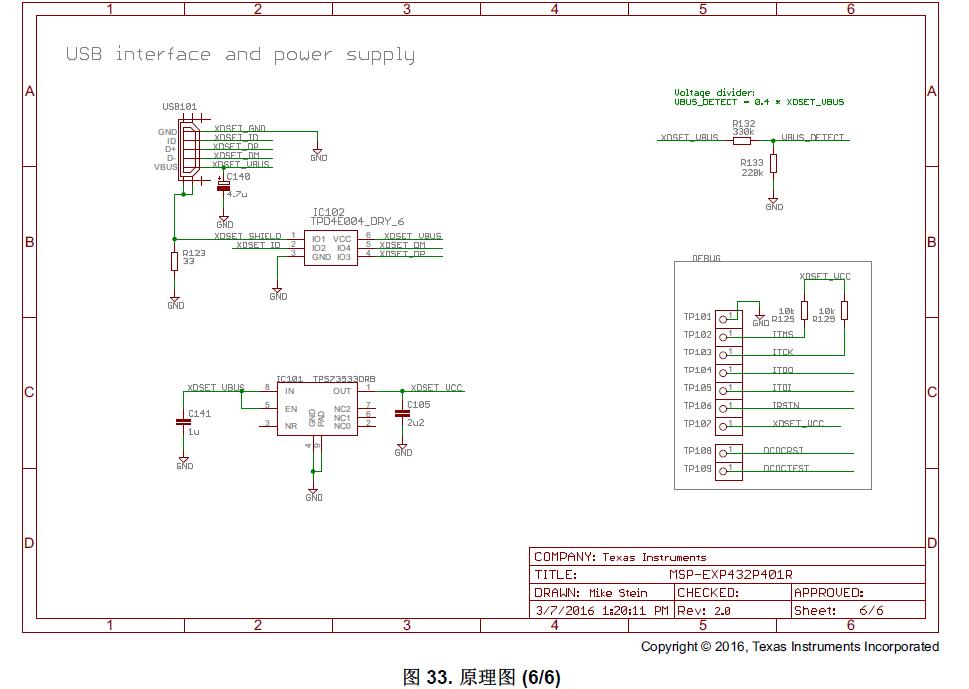 1 2 3 4 5 6
USB interface and power supply
A
A
USB101
GND XDSET_GND
ID XDSET_ID
D+ XDSET_DP
D- XDSET_DM
VBUS XDSET_VBUS
GND
C140
4.7u
GND
Voltage divider:
VBUS_DETECT = 0.4 * XDSET_VBUS
R132
330k
XDSET_VBUS
VBUS_DETECT
R133
220k
GND
B
B
IC102
TPD4E004_DRY_6
XDSET_SHIELD 1 IO1 VCC 6 XDSET_VBUS
XDSET_ID 2 IO2 IO4 5 XDSET_DM
3 GND IO3 4 XDSET_DP
R123
33
GND
GND
DEBUG
XDSET_VCC
10k
R125
10k
R129
TP101 1
GND
TP102 1 ITMS
TP103 1 ITCK
TP104 1 ITDO
TP105 1 ITDI
TP106 1 IRSTN
TP107 1 XDSET_VCC
TP108 1 DCDCRST
TP109 1 DCDCTEST
C
C
IC101 TPS73533DRB
XDSET_VBUS 8 IN OUT 1 XDSET_VCC
5 EN NC2 7
NC1 6
3 NR NC0 2
GND PAD
4 9
C141
1u
GND
C105
2u2
GND
GND
D
D
COMPANY: Texas Instruments
TITLE: MSP-EXP432P401R
DRAWN: Mike Stein CHECKED: APPROVED:
3/7/2016 1:20:11 PM Rev: 2.0 Sheet: 6/6
1 2 3 4 5 6
Copyright © 2016, Texas Instruments Incorporated
图 33. 原理图 (6/6)